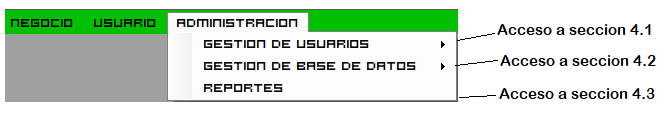 NEGOCIO USUARIO ADMINISTRACION
GESTION DE USUARIOS
GESTION DE BASE DE DATOS
REPORTES
Acceso a seccion 4.1
Acceso a seccion 4.2
Acceso a seccion 4.3